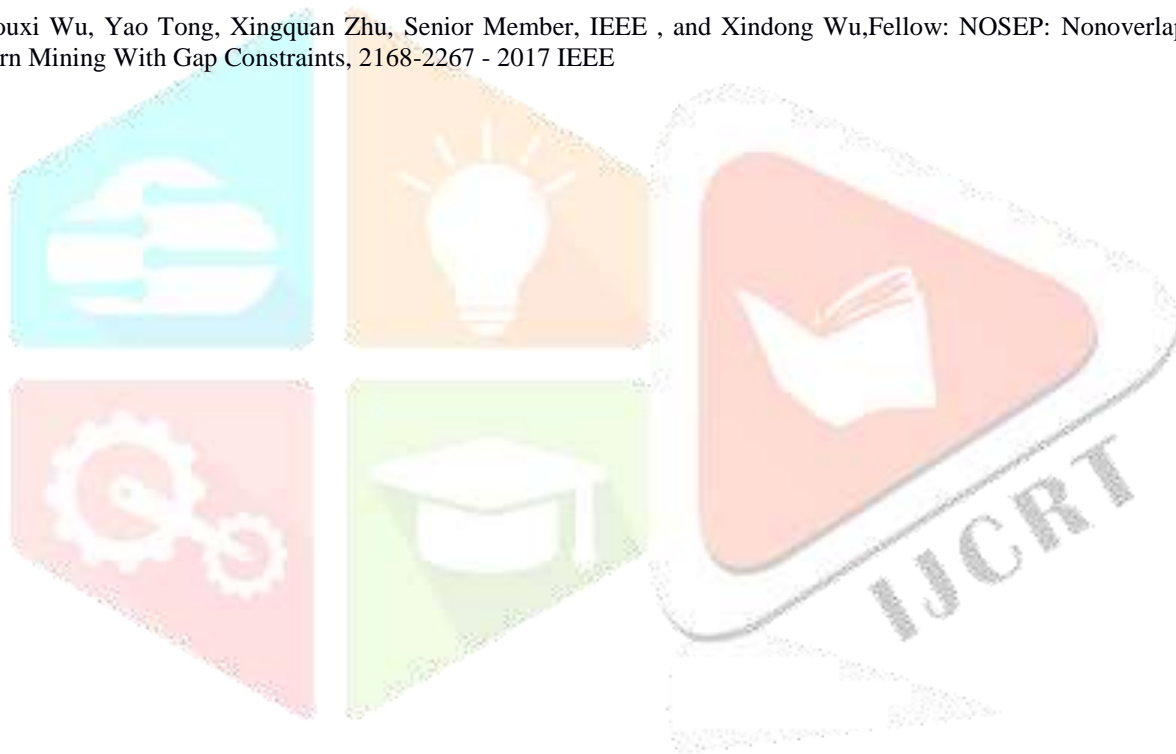 ouxi Wu, Yao Tong, Xingquan Zhu, Senior Member, IEEE , and Xindong Wu,Fellow: NOSEP: Nonoverlap
rn Mining With Gap Constraints, 2168-2267 - 2017 IEEE
IJCRT